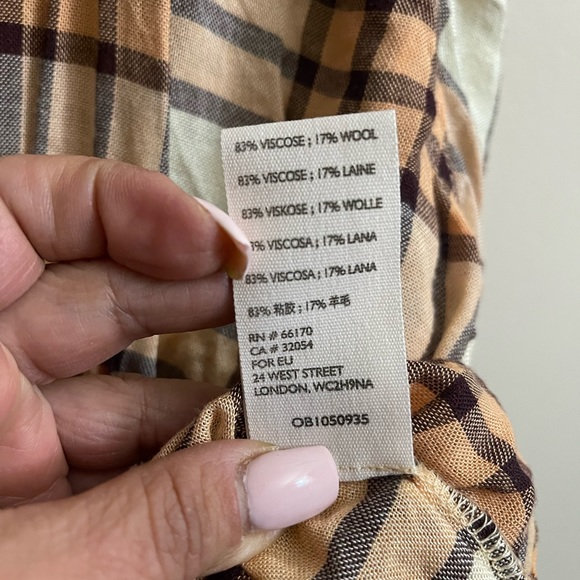 83% VISCOSE ; 17% WOOL
83% VISCOSE ; 17% LAINE
83% VISKOSE ; 17% WOLLE
VISCOSA ; 17% LANA
83% VISCOSA ; 17% LANA
83% 粘胶 ; 17% 羊毛
RN # 66170
CA # 32054
FOR EU
24 WEST STREET
LONDON, WC2H9NA
OB1050935